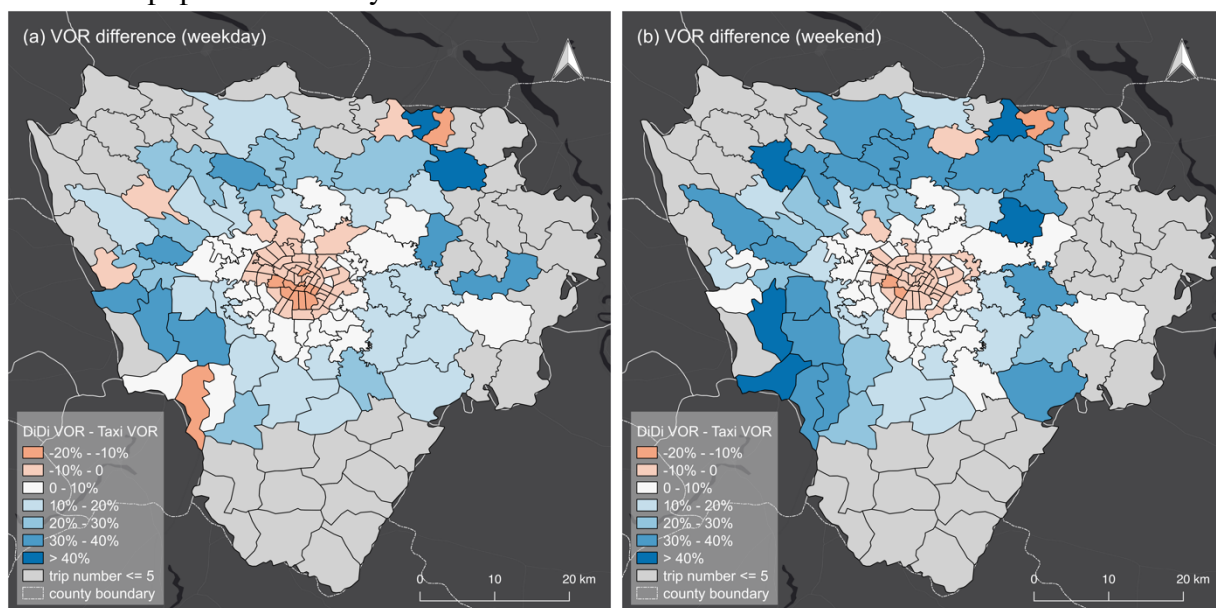 (a) VOR difference (weekday)
DiDi VOR - Taxi VOR
-20% - -10%
-10% - 0
0 - 10%
10% - 20%
20% - 30%
30% - 40%
> 40%
trip number <= 5
county boundary
0 10 20 km
(b) VOR difference (weekend)
DiDi VOR - Taxi VOR
-20% - -10%
-10% - 0
0 - 10%
10% - 20%
20% - 30%
30% - 40%
> 40%
trip number <= 5
county boundary
0 10 20 km